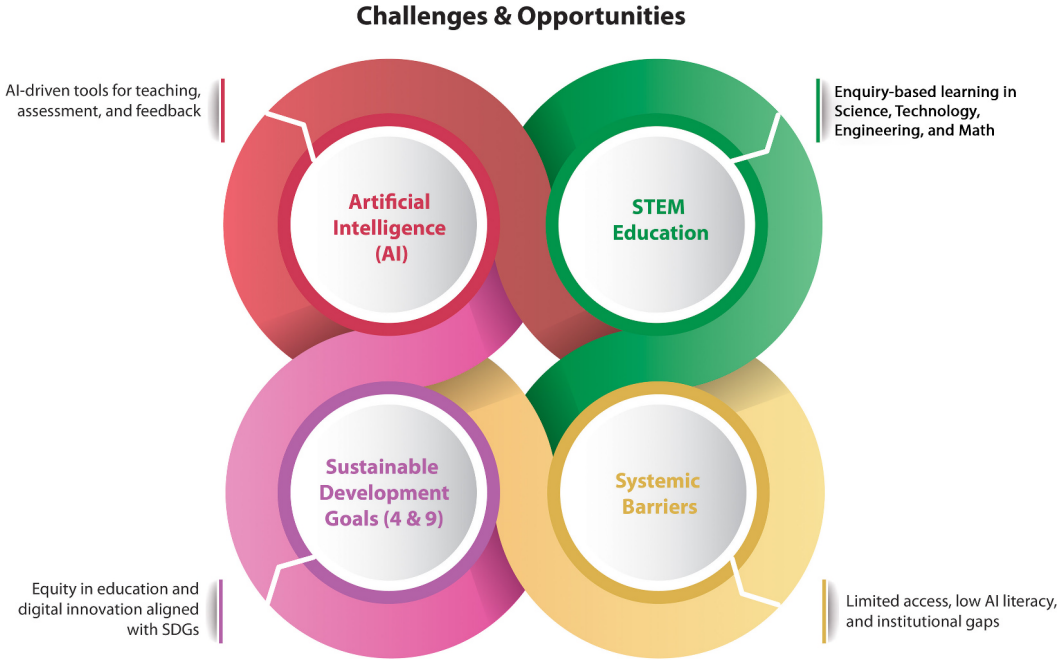 Challenges & Opportunities
AI-driven tools for teaching,
assessment, and feedback
Artificial
Intelligence
(AI)
STEM
Education
Enquiry-based learning in
Science, Technology,
Engineering, and Math
Sustainable
Development
Goals (4 & 9)
Systemic
Barriers
Equity in education and
digital innovation aligned
with SDGs
Limited access, low AI literacy,
and institutional gaps